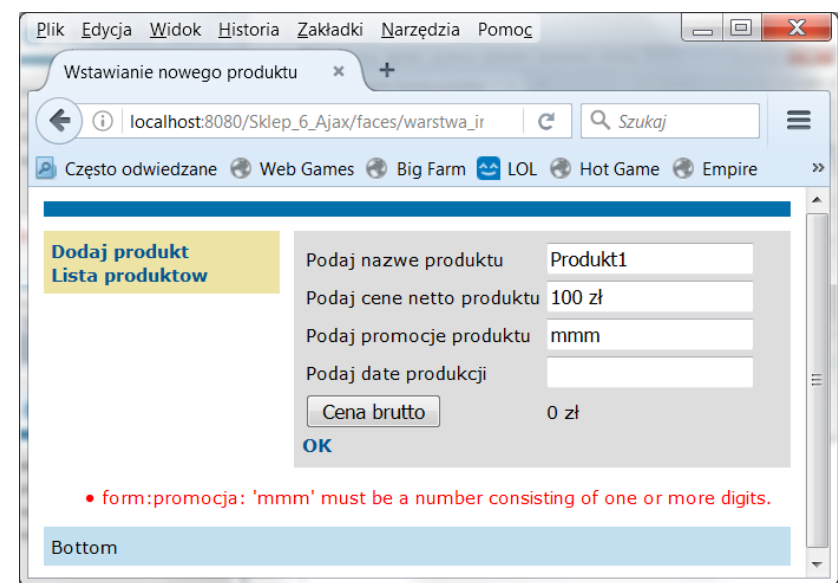 Plik Edycja Widok Historia Zakładki Narzędzia Pomoc
Wstawianie nowego produktu × +
localhost:8080/Sklep_6_Ajax/faces/warstwa_ir Szukaj
Często odwiedzane Web Games Big Farm LOL Hot Game Empire »
Dodaj produkt
Lista produktow
Podaj nazwe produktu Produkt1
Podaj cene netto produktu 100 zł
Podaj promocje produktu mmm
Podaj date produkcji
Cena brutto 0 zł
OK
• form:promocja: 'mmm' must be a number consisting of one or more digits.
Bottom